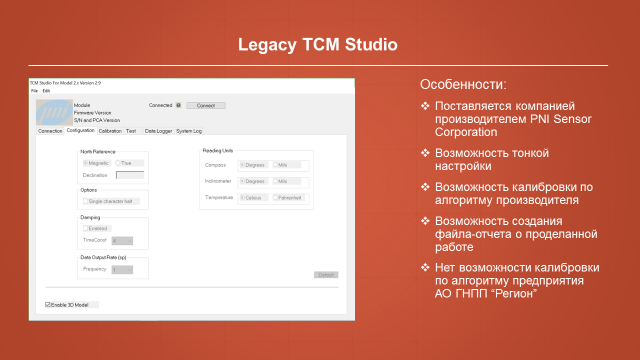 Legacy TCM Studio
TCM Studio For Model 2.x Version 2.9
File Edit
pni
Module
Firmware Version
S/N and PCA Version
Connected
Connect
Connection Configuration Calibration Test Data Logger System Log
North Reference
Magnetic True
Declination
Options
Single character halt
Damping
Enabled
TimeConst 4
Data Output Rate (sp)
Frequency 1
Reading Units
Compass Degrees Mils
Inclinometer Degrees Mils
Temperature Celsius Fahrenheit
Default
Enable 3D Model
Особенности:
Поставляется компанией
производителем PNI Sensor
Corporation
Возможность тонкой
настройки
Возможность калибровки по
алгоритму производителя
Возможность создания
файла-отчета о проделанной
работе
Нет возможности калибровки
по алгоритму предприятия
АО ГНПП “Регион”